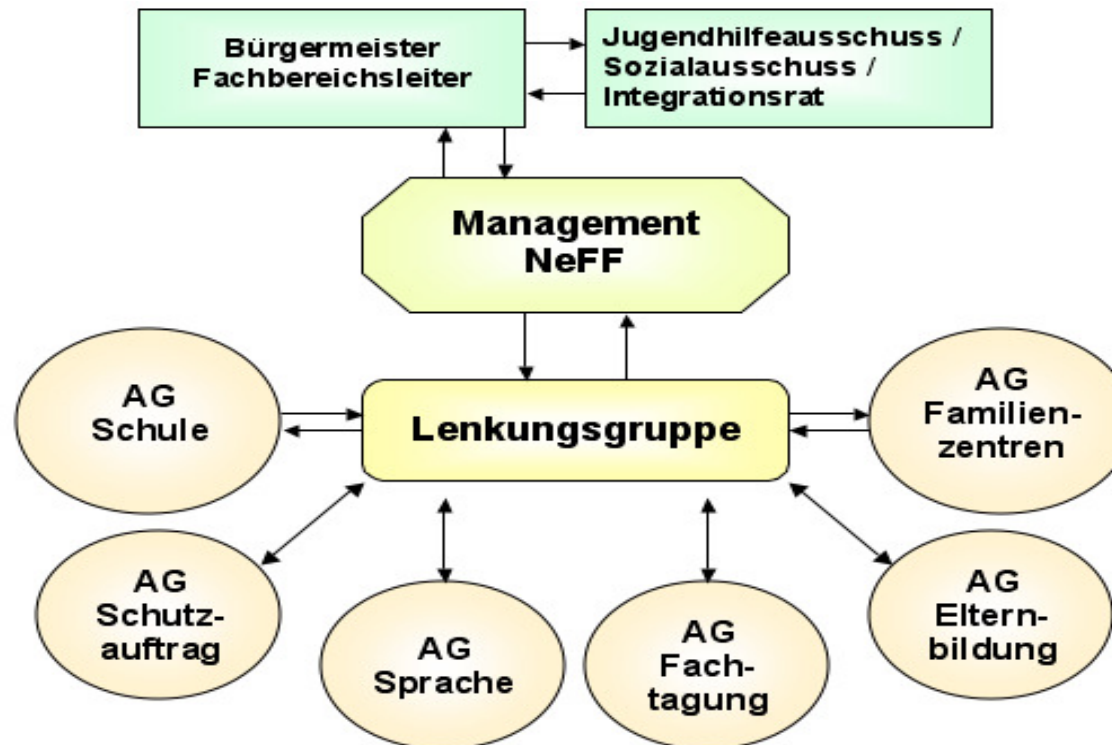 Bürgermeister
Fachbereichsleiter
Jugendhilfeausschuss /
Sozialausschuss /
Integrationsrat
Management
NeFF
AG
Schule
Lenkungsgruppe
AG
Familien-
zentren
AG
Schutz-
auftrag
AG
Sprache
AG
Fach-
tagung
AG
Eltern-
bildung